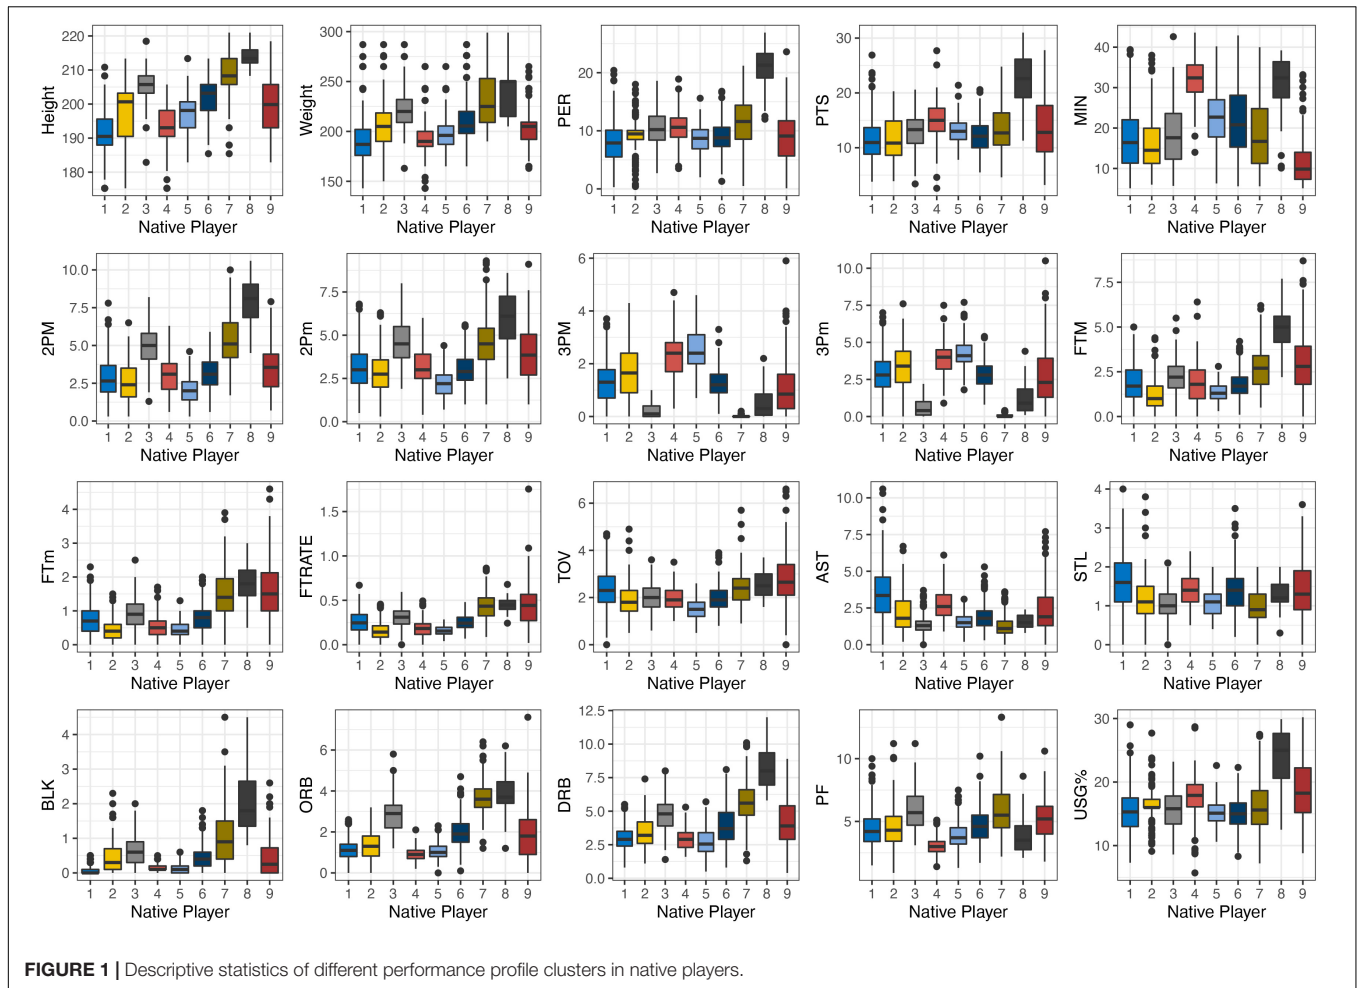 Height
220
210
200
190
180
1 2 3 4 5 6 7 8 9
Native Player
Weight
300
250
200
150
1 2 3 4 5 6 7 8 9
Native Player
PER
20
10
0
1 2 3 4 5 6 7 8 9
Native Player
PTS
30
20
10
1 2 3 4 5 6 7 8 9
Native Player
MIN
40
30
20
10
1 2 3 4 5 6 7 8 9
Native Player
2PM
10.0
7.5
5.0
2.5
0.0
1 2 3 4 5 6 7 8 9
Native Player
2Pm
7.5
5.0
2.5
0.0
1 2 3 4 5 6 7 8 9
Native Player
3PM
6
4
2
0
1 2 3 4 5 6 7 8 9
Native Player
3Pm
10.0
7.5
5.0
2.5
0.0
1 2 3 4 5 6 7 8 9
Native Player
FTM
7.5
5.0
2.5
0.0
1 2 3 4 5 6 7 8 9
Native Player
FTm
4
3
2
1
0
1 2 3 4 5 6 7 8 9
Native Player
FTRATE
1.5
1.0
0.5
0.0
1 2 3 4 5 6 7 8 9
Native Player
TOV
6
4
2
0
1 2 3 4 5 6 7 8 9
Native Player
AST
10.0
7.5
5.0
2.5
0.0
1 2 3 4 5 6 7 8 9
Native Player
STL
4
3
2
1
0
1 2 3 4 5 6 7 8 9
Native Player
BLK
4
3
2
1
0
1 2 3 4 5 6 7 8 9
Native Player
ORB
6
4
2
0
1 2 3 4 5 6 7 8 9
Native Player
DRB
12.5
10.0
7.5
5.0
2.5
0.0
1 2 3 4 5 6 7 8 9
Native Player
PF
10
5
1 2 3 4 5 6 7 8 9
Native Player
USG%
30
20
10
1 2 3 4 5 6 7 8 9
Native Player
FIGURE 1 | Descriptive statistics of different performance profile clusters in native players.